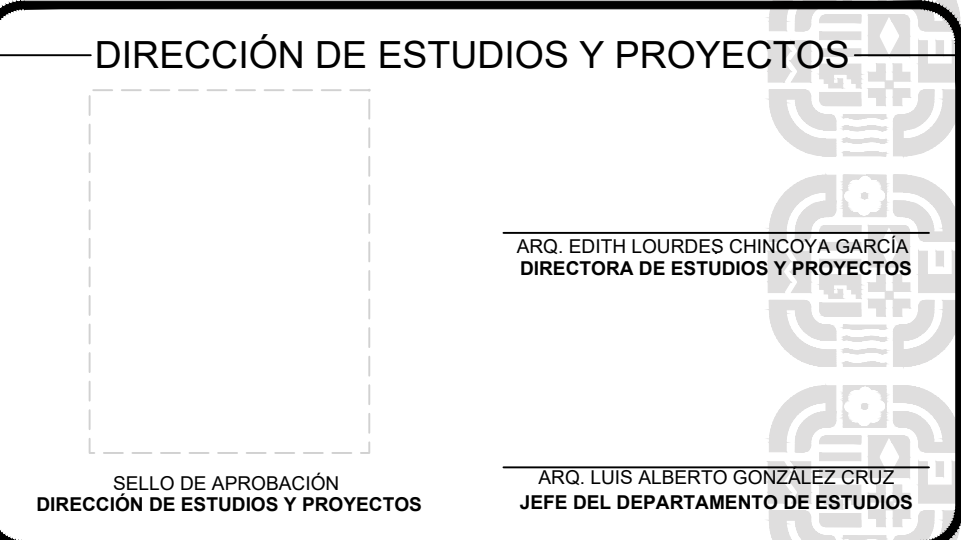 DIRECCIÓN DE ESTUDIOS Y PROYECTOS
ARQ. EDITH LOURDES CHINCOYA GARCÍA
DIRECTORA DE ESTUDIOS Y PROYECTOS
SELLO DE APROBACIÓN
DIRECCIÓN DE ESTUDIOS Y PROYECTOS
ARQ. LUIS ALBERTO GONZÁLEZ CRUZ
JEFE DEL DEPARTAMENTO DE ESTUDIOS